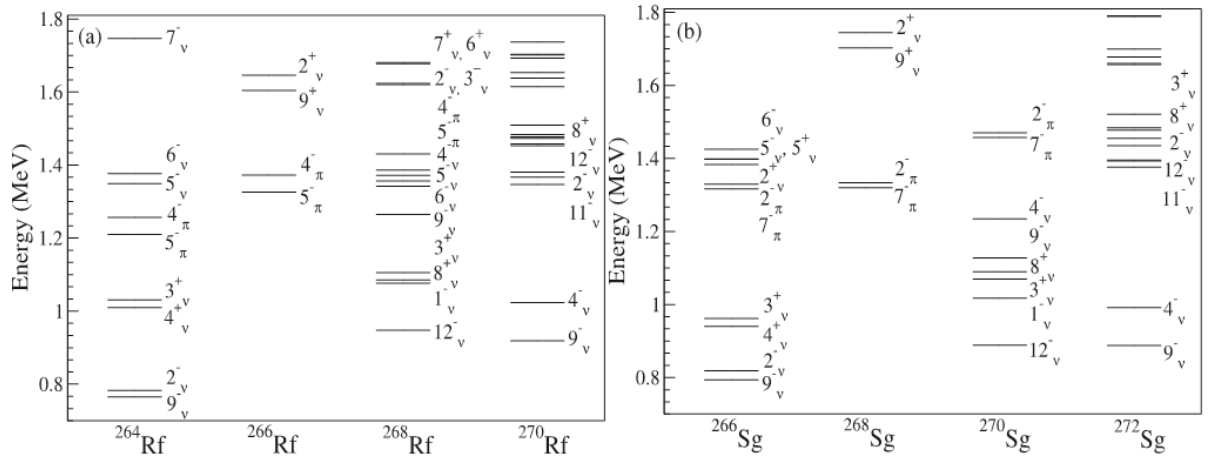 (a)
Energy (MeV)
1.8
1.6
1.4
1.2
1
0.8
7⁻ν
6⁻ν
5⁻ν
4⁻π
5⁻π
3⁺ν
4⁺ν
2⁻ν
9⁻ν
2⁺ν
9⁺ν
4⁻π
5⁻π
7⁺ν, 6⁺ν
2⁻ν, 3⁻ν
4⁻π
5⁻π
4⁻ν
5⁻ν
6⁻ν
9⁻ν
3⁺ν
8⁺ν
1⁻ν
12⁻ν
8⁺ν
12⁻ν
2⁻ν
11⁻ν
4⁻ν
9⁻ν
²⁶⁴Rf ²⁶⁶Rf ²⁶⁸Rf ²⁷⁰Rf
(b)
Energy (MeV)
1.8
1.6
1.4
1.2
1
0.8
6⁻ν
5⁻ν, 5⁺ν
2⁺ν
2⁻π
7⁻π
3⁺ν
4⁺ν
2⁻ν
9⁻ν
2⁺ν
9⁺ν
2⁻π
7⁻π
2⁻π
7⁻π
4⁻ν
9⁻ν
8⁺ν
3⁺ν
1⁻ν
12⁻ν
3⁺ν
8⁺ν
2⁻ν
12⁻ν
11⁻ν
4⁻ν
9⁻ν
²⁶⁶Sg ²⁶⁸Sg ²⁷⁰Sg ²⁷²Sg